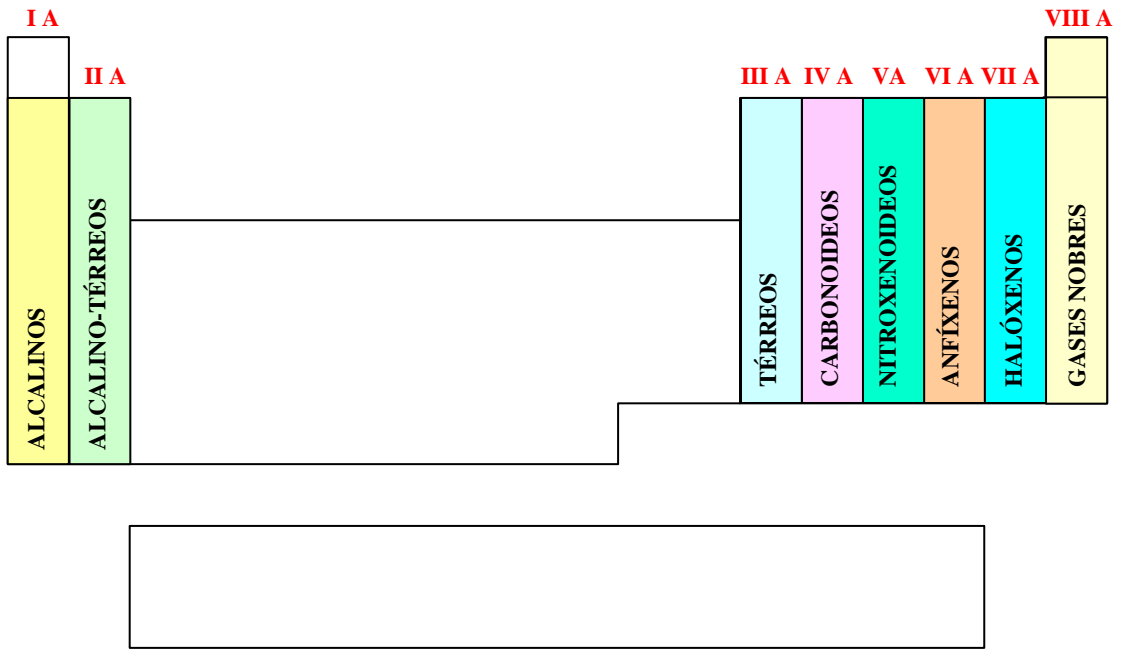 I A
VIII A
II A
III A
IV A
VA
VI A
VII A
ALCALINOS
ALCALINO-TÉRREOS
TÉRREOS
CARBONOIDEOS
NITROXENOIDEOS
ANFÍXENOS
HALÓXENOS
GASES NOBRES